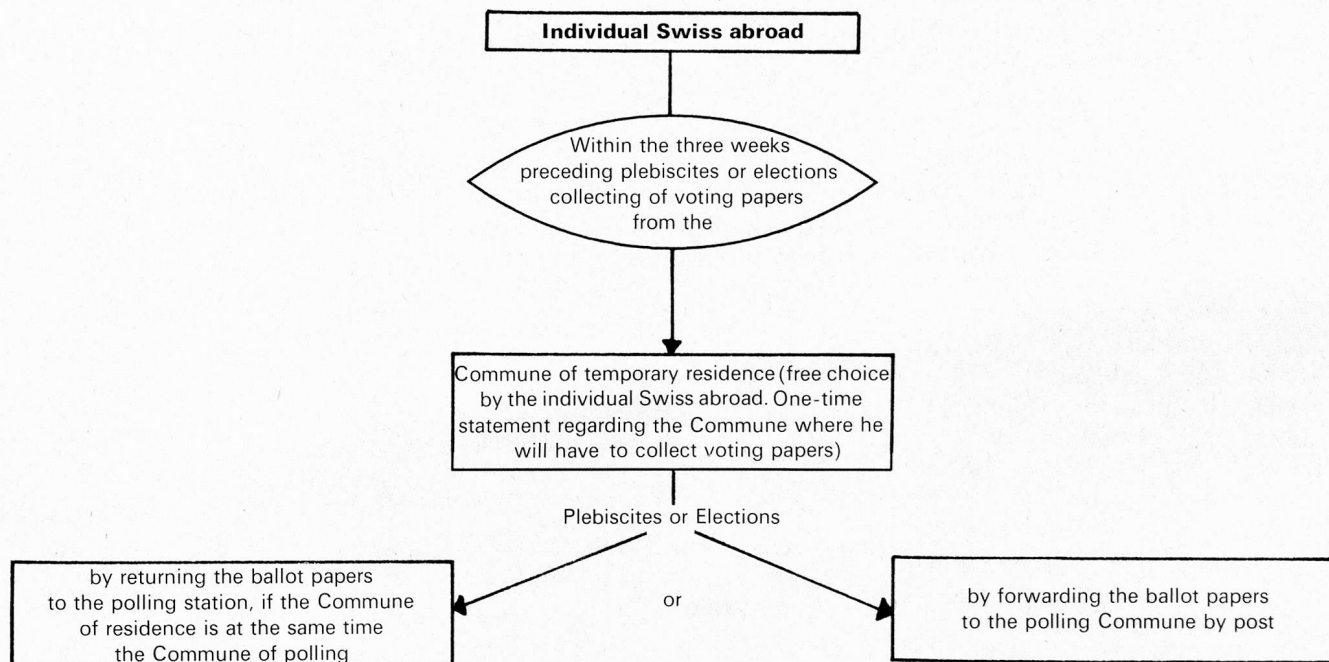 Individual Swiss abroad
Within the three weeks
preceding plebiscites or elections
collecting of voting papers
from the
Commune of temporary residence (free choice
by the individual Swiss abroad. One-time
statement regarding the Commune where he
will have to collect voting papers)
Plebiscites or Elections
by returning the ballot papers
to the polling station, if the Commune
of residence is at the same time
the Commune of polling
or
by forwarding the ballot papers
to the polling Commune by post